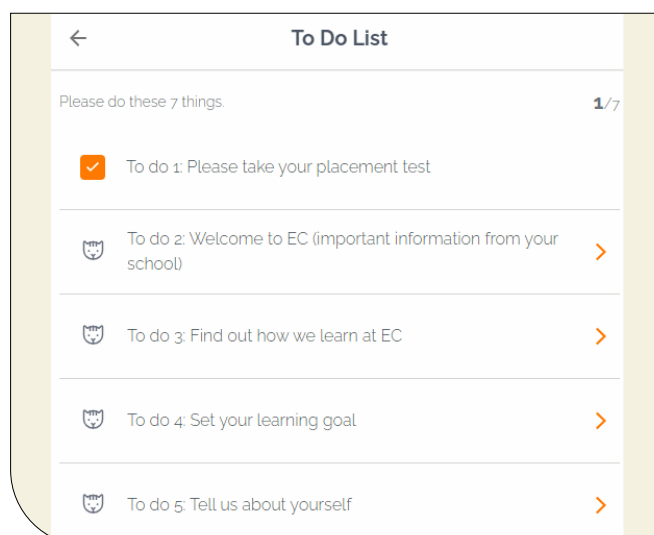 To Do List
Please do these 7 things.
1/7
To do 1: Please take your placement test
To do 2: Welcome to EC (important information from your
school)
To do 3: Find out how we learn at EC
To do 4: Set your learning goal
To do 5: Tell us about yourself